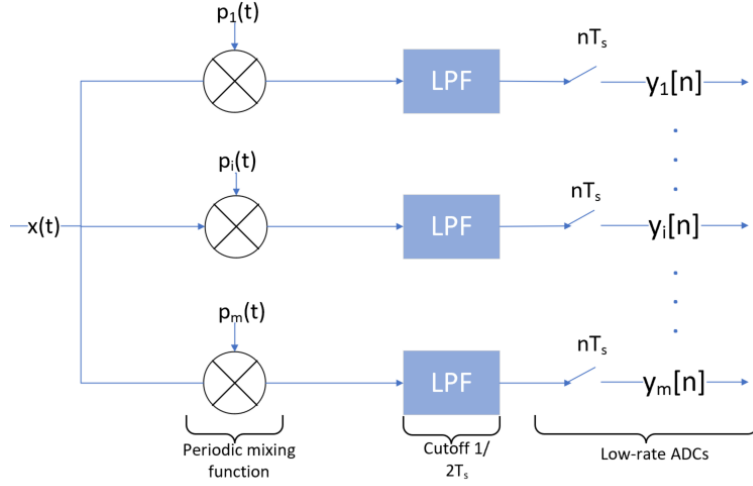 p₁(t)
nTₛ
LPF
y₁[n]
pᵢ(t)
nTₛ
x(t)
LPF
yᵢ[n]
pₘ(t)
nTₛ
LPF
yₘ[n]
Periodic mixing
function
Cutoff 1/
2Tₛ
Low-rate ADCs